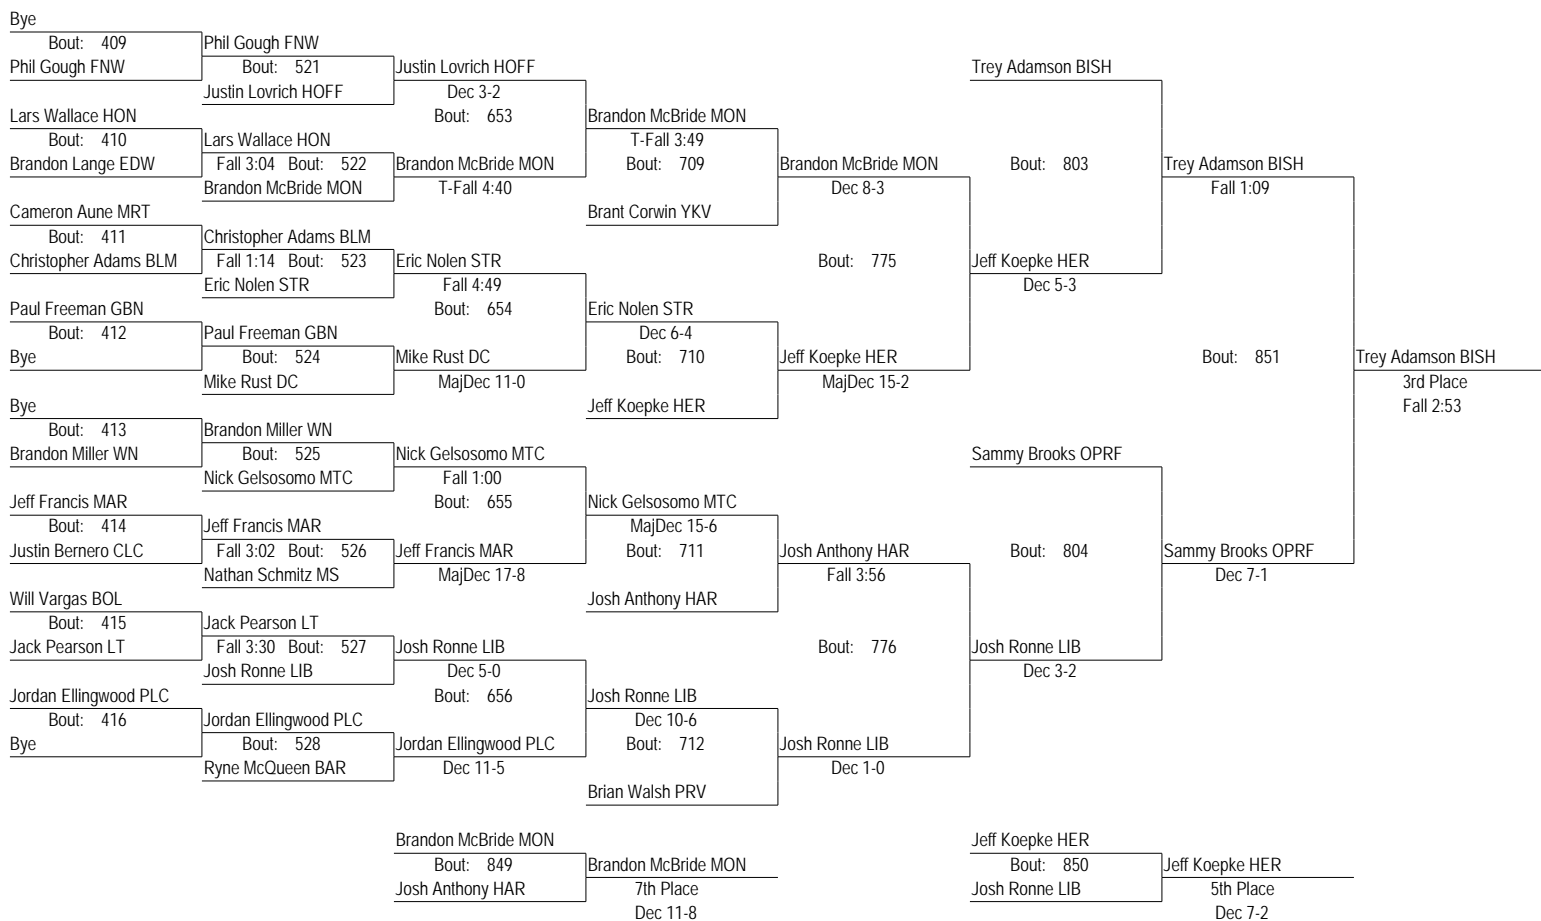 Bye
Bout: 409 Phil Gough FNW
Phil Gough FNW Bout: 521 Justin Lovrich HOFF Trey Adamson BISH
Justin Lovrich HOFF Dec 3-2
Lars Wallace HON Bout: 653 Brandon McBride MON
Bout: 410 Lars Wallace HON T-Fall 3:49
Brandon Lange EDW Fall 3:04 Bout: 522 Brandon McBride MON Bout: 709 Brandon McBride MON Bout: 803 Trey Adamson BISH
Brandon McBride MON T-Fall 4:40 Dec 8-3 Fall 1:09
Cameron Aune MRT Brant Corwin YKV
Bout: 411 Christopher Adams BLM
Christopher Adams BLM Fall 1:14 Bout: 523 Eric Nolen STR Bout: 775 Jeff Koepke HER
Eric Nolen STR Fall 4:49 Dec 5-3
Paul Freeman GBN Bout: 654 Eric Nolen STR
Bout: 412 Paul Freeman GBN Dec 6-4
Bye Bout: 524 Mike Rust DC Bout: 710 Jeff Koepke HER Bout: 851 Trey Adamson BISH
Mike Rust DC MajDec 11-0 MajDec 15-2 3rd Place
Bye Jeff Koepke HER Fall 2:53
Bout: 413 Brandon Miller WN
Brandon Miller WN Bout: 525 Nick Gelsosomo MTC Sammy Brooks OPRF
Nick Gelsosomo MTC Fall 1:00
Jeff Francis MAR Bout: 655 Nick Gelsosomo MTC
Bout: 414 Jeff Francis MAR MajDec 15-6
Justin Bernero CLC Fall 3:02 Bout: 526 Jeff Francis MAR Bout: 711 Josh Anthony HAR Bout: 804 Sammy Brooks OPRF
Nathan Schmitz MS MajDec 17-8 Fall 3:56 Dec 7-1
Will Vargas BOL Josh Anthony HAR
Bout: 415 Jack Pearson LT
Jack Pearson LT Fall 3:30 Bout: 527 Josh Ronne LIB Bout: 776 Josh Ronne LIB
Josh Ronne LIB Dec 5-0 Dec 3-2
Jordan Ellingwood PLC Bout: 656 Josh Ronne LIB
Bout: 416 Jordan Ellingwood PLC Dec 10-6
Bye Bout: 528 Jordan Ellingwood PLC Bout: 712 Josh Ronne LIB
Ryne McQueen BAR Dec 11-5 Dec 1-0
Brian Walsh PRV
Brandon McBride MON Jeff Koepke HER
Bout: 849 Brandon McBride MON Bout: 850 Jeff Koepke HER
Josh Anthony HAR 7th Place Josh Ronne LIB 5th Place
Dec 11-8 Dec 7-2